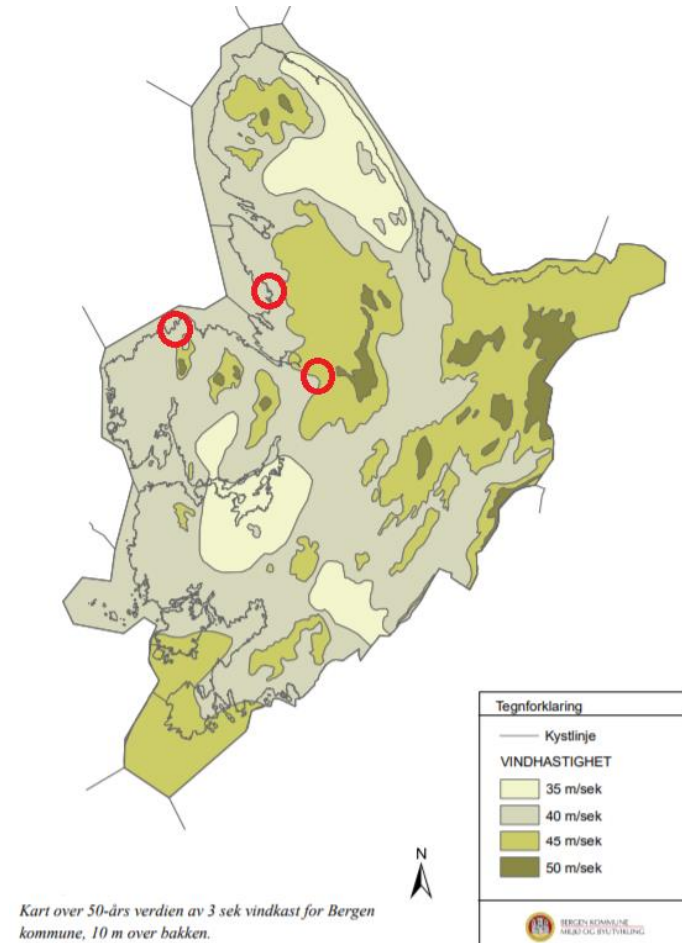 Tegnforklaring
Kystlinje
VINDHASTIGHET
35 m/sek
40 m/sek
45 m/sek
50 m/sek
N
BERGEN KOMMUNE
MILJØ OG BYUTVIKLING
Kart over 50-års verdien av 3 sek vindkast for Bergen
kommune, 10 m over bakken.